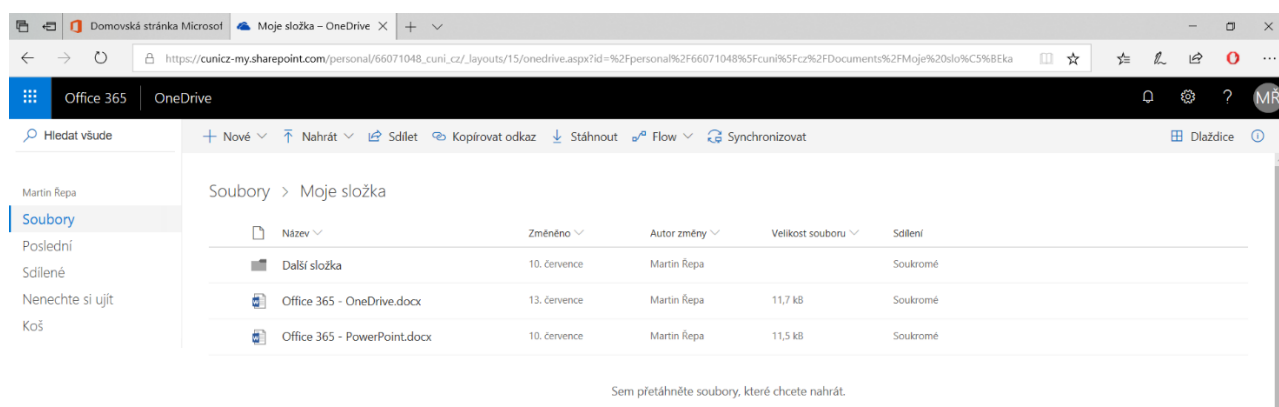 Domovská stránka Microsof Moje složka – OneDrive
https://cunicz-my.sharepoint.com/personal/66071048_cuni_cz/_layouts/15/onedrive.aspx?id=%2Fpersonal%2F66071048%5Fcuni%5Fcz%2FDocuments%2FMoje%20slo%C5%BEka
Office 365 OneDrive ? MŘ
Hledat všude + Nové Nahrát Sdílet Kopírovat odkaz Stáhnout Flow Synchronizovat Dlaždice
Martin Řepa
Soubory
Poslední
Sdílené
Nenechte si ujít
Koš
Soubory > Moje složka
Název Změněno Autor změny Velikost souboru Sdílení
Další složka 10. července Martin Řepa Soukromé
Office 365 - OneDrive.docx 13. července Martin Řepa 11,7 kB Soukromé
Office 365 - PowerPoint.docx 10. července Martin Řepa 11,5 kB Soukromé
Sem přetáhněte soubory, které chcete nahrát.